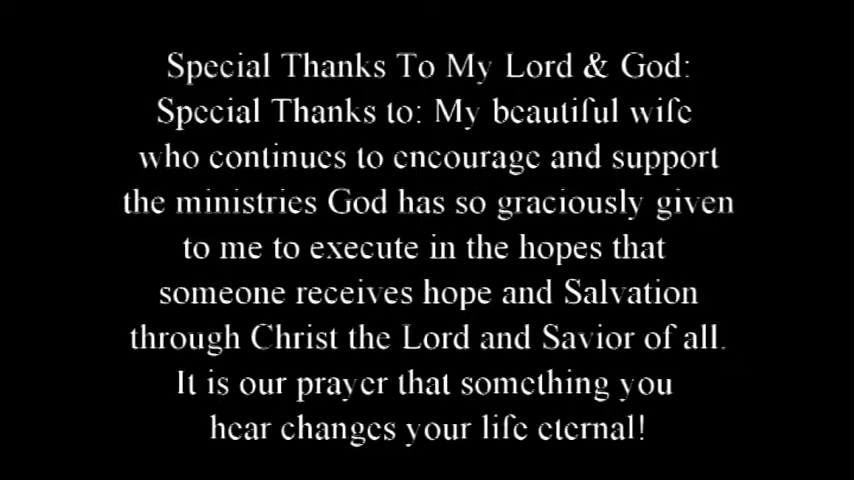 Special Thanks To My Lord & God:
Special Thanks to: My beautiful wife
who continues to encourage and support
the ministries God has so graciously given
to me to execute in the hopes that
someone receives hope and Salvation
through Christ the Lord and Savior of all.
It is our prayer that something you
hear changes your life eternal!